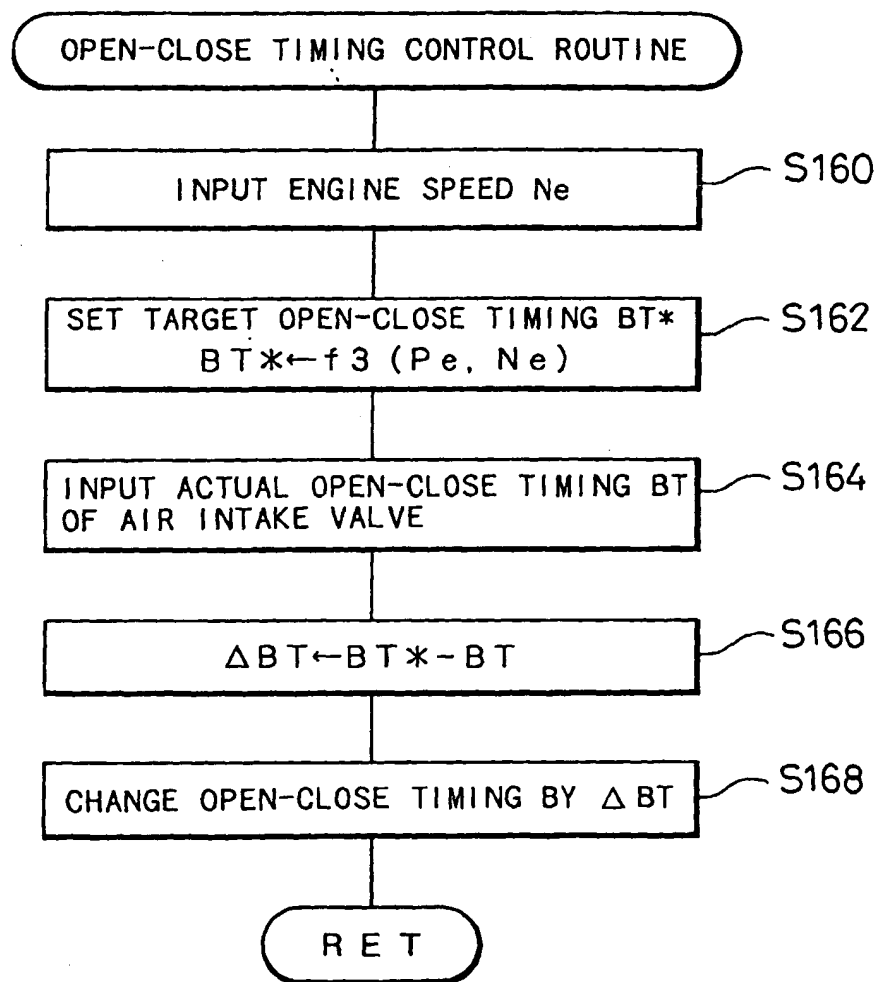 OPEN-CLOSE TIMING CONTROL ROUTINE
INPUT ENGINE SPEED Ne
S160
SET TARGET OPEN-CLOSE TIMING BT*
BT*←f3 (Pe, Ne)
S162
INPUT ACTUAL OPEN-CLOSE TIMING BT
OF AIR INTAKE VALVE
S164
△BT←BT*-BT
S166
CHANGE OPEN-CLOSE TIMING BY △BT
S168
RET